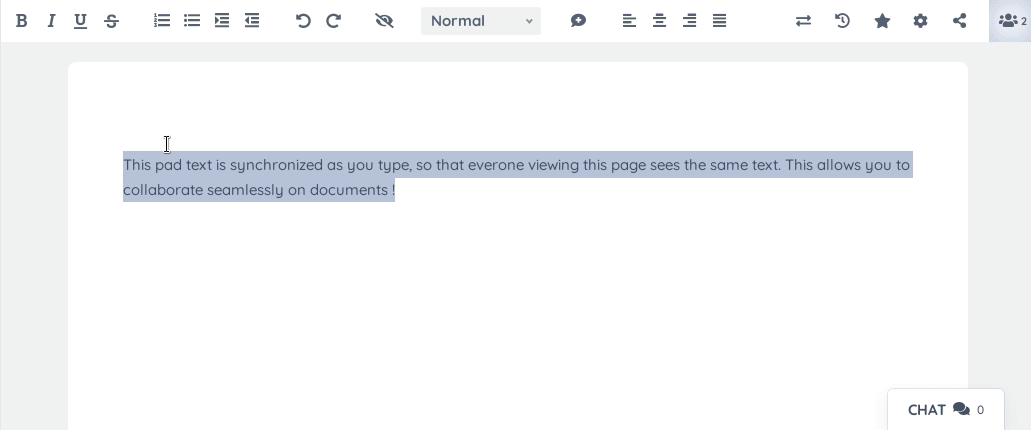 B I U S Normal 2
This pad text is synchronized as you type, so that everone viewing this page sees the same text. This allows you to
collaborate seamlessly on documents !
CHAT 0